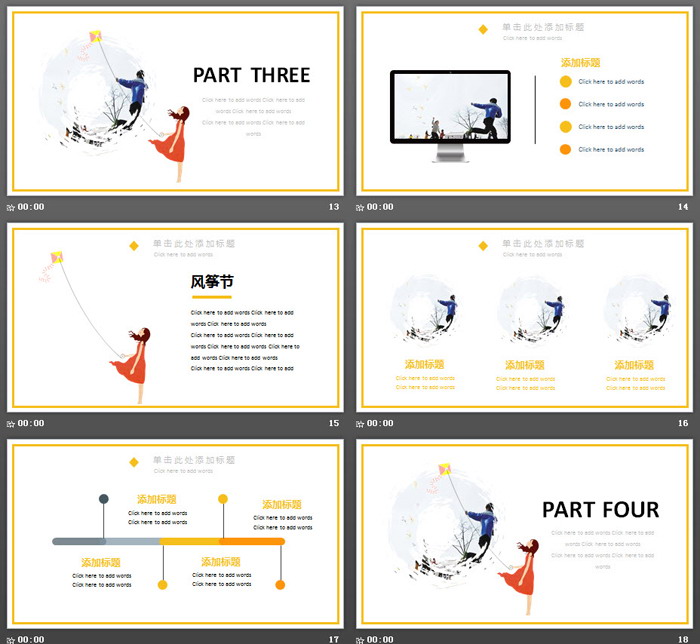 PART THREE
Click here to add words Click here to add
words Click here to add words
Click here to add words Click here to add
words
00:00
13
单击此处添加标题
Click here to add words
添加标题
Click here to add words
Click here to add words
Click here to add words
Click here to add words
00:00
14
单击此处添加标题
Click here to add words
风筝节
Click here to add words Click here to add
words Click here to add words
Click here to add words Click here to add
words Click here to add words Click here to
add words Click here to add words
Click here to add words Click here to add
00:00
15
单击此处添加标题
Click here to add words
添加标题
Click here to add words
Click here to add words
添加标题
Click here to add words
Click here to add words
添加标题
Click here to add words
Click here to add words
00:00
16
单击此处添加标题
Click here to add words
添加标题
Click here to add words
Click here to add words
添加标题
Click here to add words
Click here to add words
添加标题
Click here to add words
Click here to add words
添加标题
Click here to add words
Click here to add words
00:00
17
PART FOUR
Click here to add words Click here to add
words Click here to add words
Click here to add words Click here to add
words
00:00
18